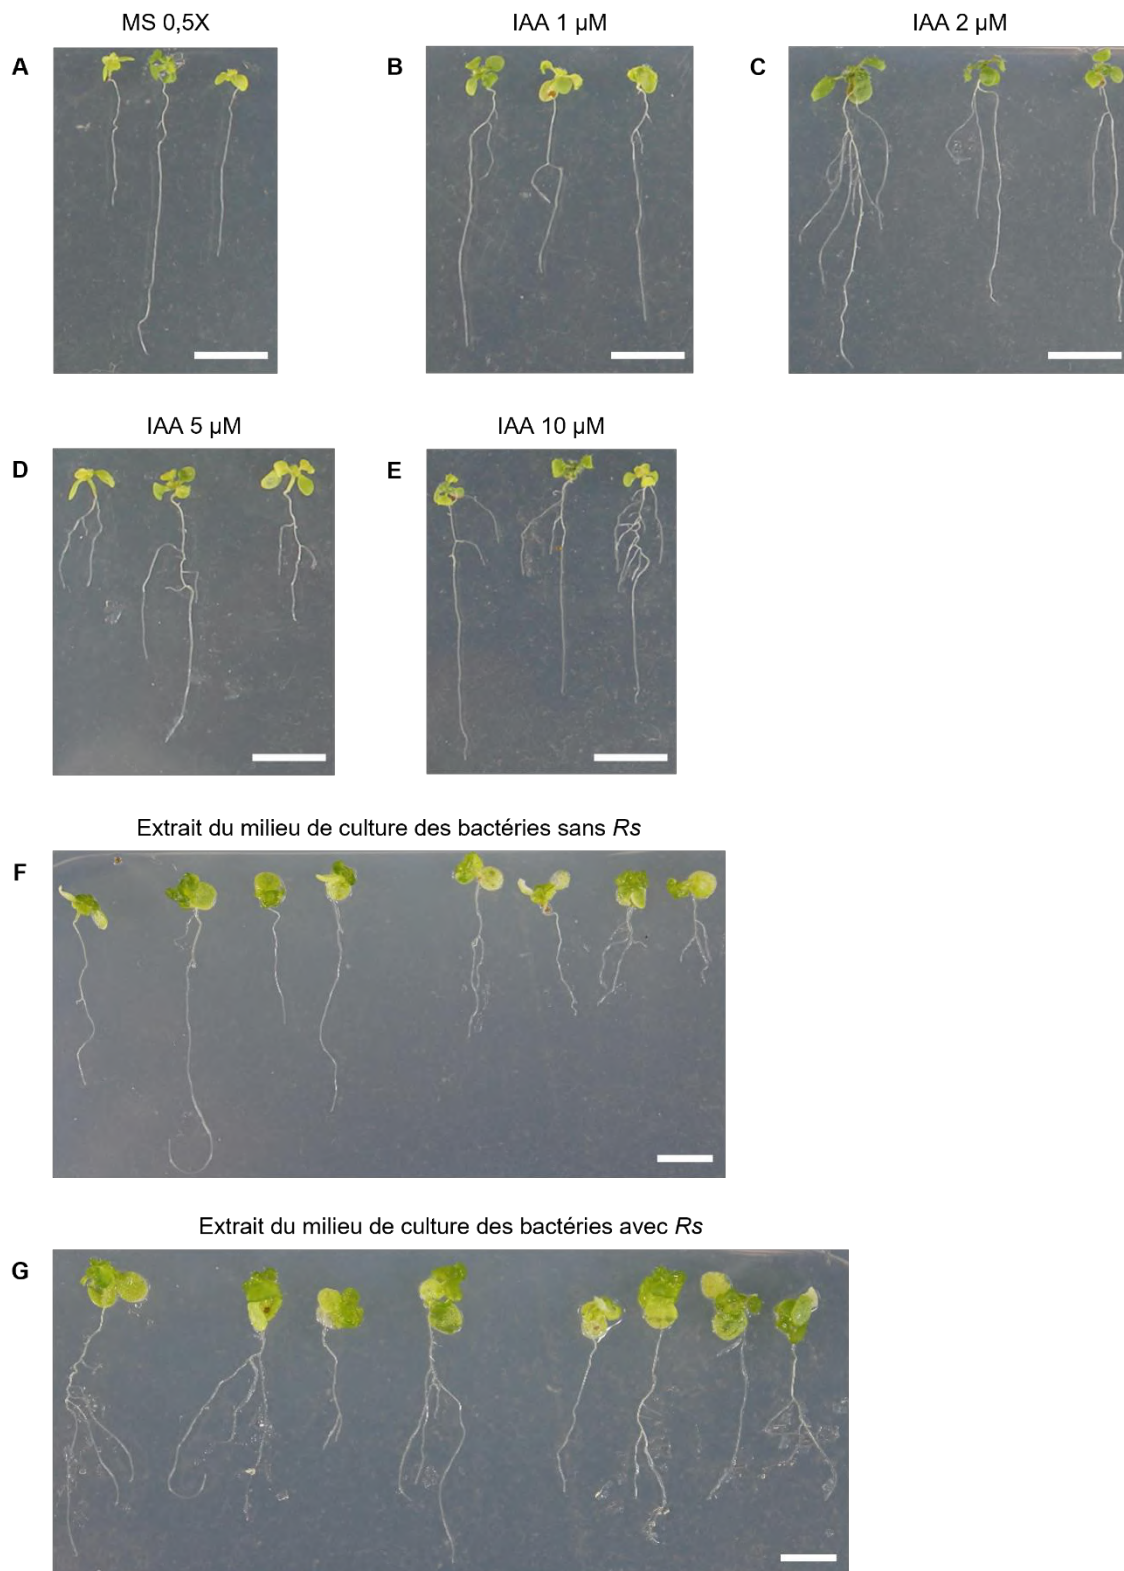 MS 0,5X
IAA 1 µM
IAA 2 µM
A
B
C
IAA 5 µM
IAA 10 µM
D
E
Extrait du milieu de culture des bactéries sans Rs
F
Extrait du milieu de culture des bactéries avec Rs
G